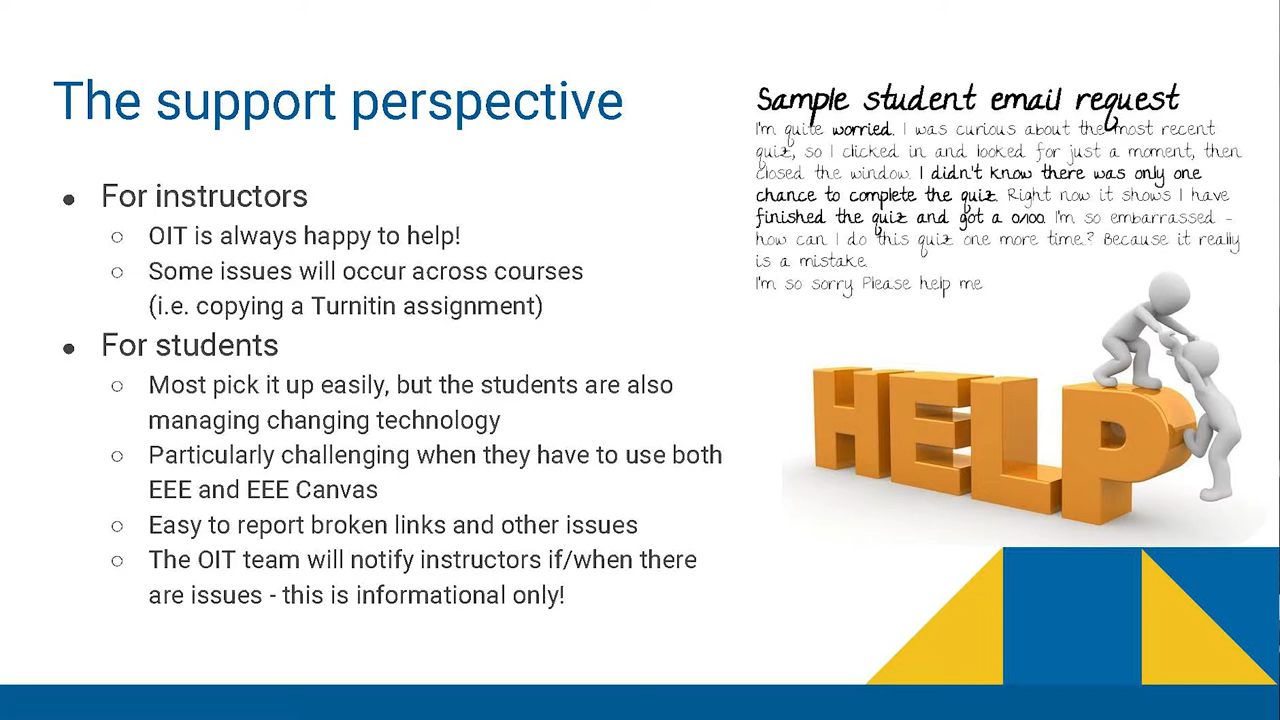 The support perspective
● For instructors
○ OIT is always happy to help!
○ Some issues will occur across courses
(i.e. copying a Turnitin assignment)
● For students
○ Most pick it up easily, but the students are also
managing changing technology
○ Particularly challenging when they have to use both
EEE and EEE Canvas
○ Easy to report broken links and other issues
○ The OIT team will notify instructors if/when there
are issues - this is informational only!
Sample student email request
I'm quite worried. I was curious about the most recent
quiz, so I clicked in and looked for just a moment, then
closed the window. I didn't know there was only one
chance to complete the quiz. Right now it shows I have
finished the quiz and got a 0/100. I'm so embarrassed -
how can I do this quiz one more time? Because it really
is a mistake.
I'm so sorry. Please help me
HELP